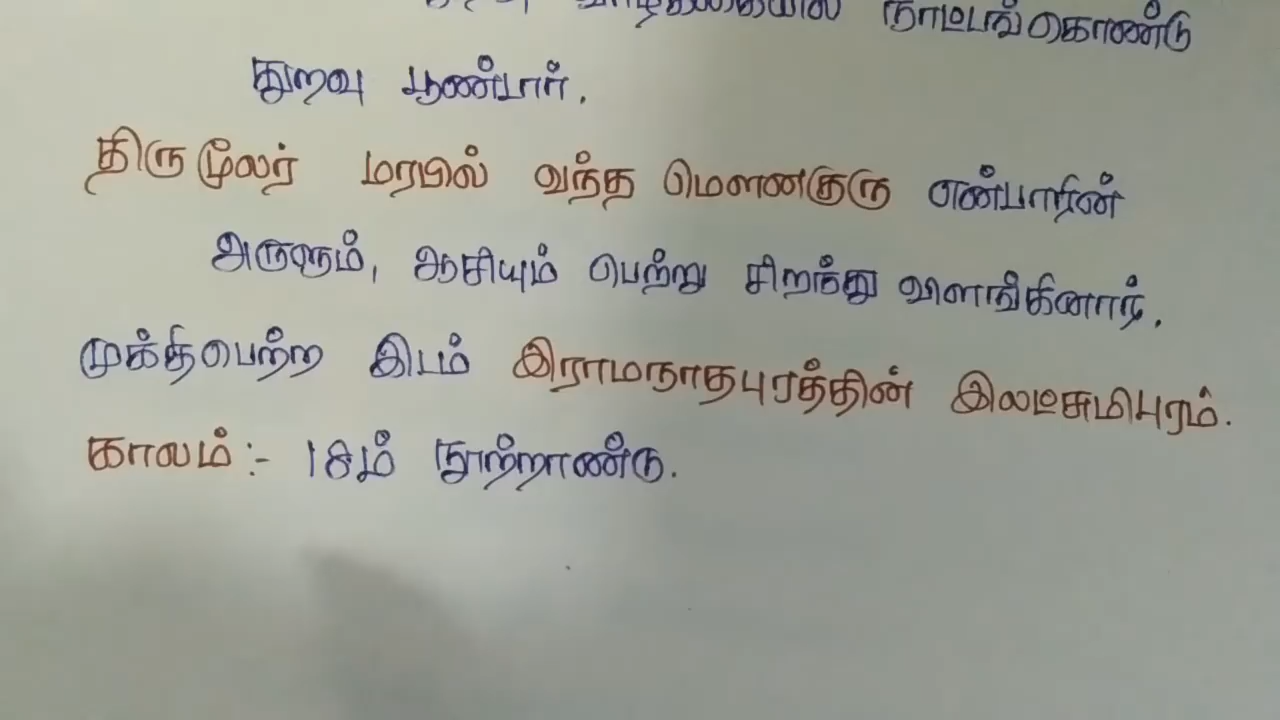 வாழ்க்கையில் நாட்டங்கொண்டு
துறவு பூண்டார்.
திருமூலர் மரபில் வந்த மௌனகுரு என்பாரின்
அருளும், ஆசியும் பெற்று சிறந்து விளங்கினார்.
முக்திபெற்ற இடம் இராமநாதபுரத்தின் இலட்சுமிபுரம்.
காலம் :- 18ம் நூற்றாண்டு.